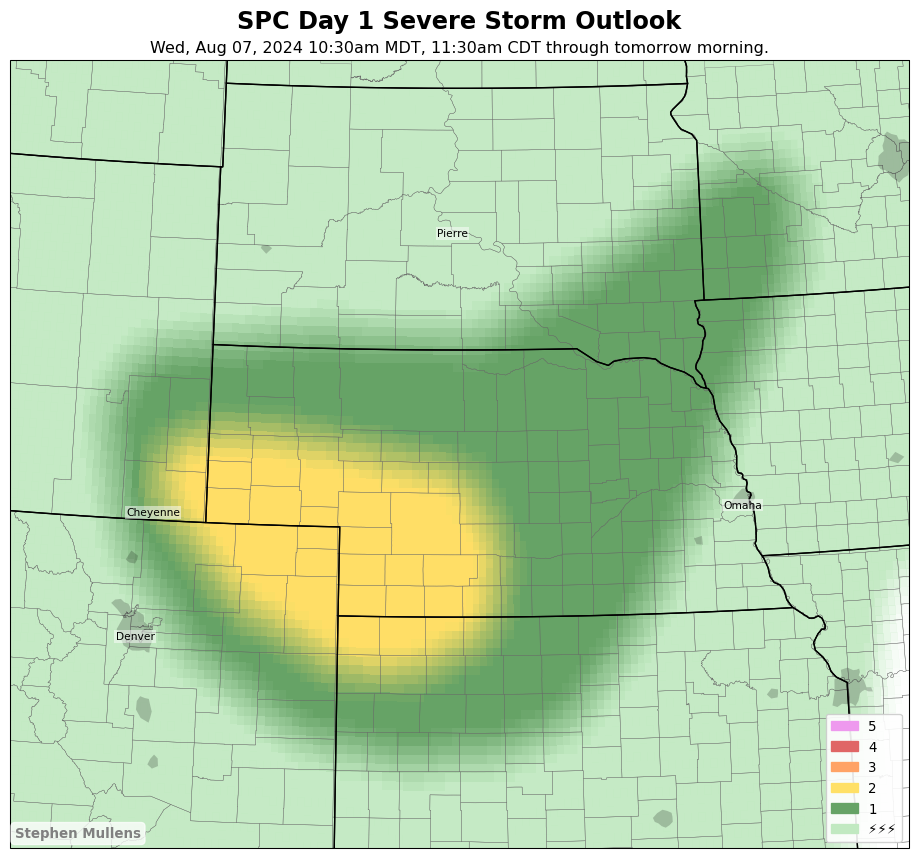 SPC Day 1 Severe Storm Outlook
Wed, Aug 07, 2024 10:30am MDT, 11:30am CDT through tomorrow morning.
Pierre
Omaha
Cheyenne
Denver
5
4
3
2
1
⚡⚡⚡
Stephen Mullens